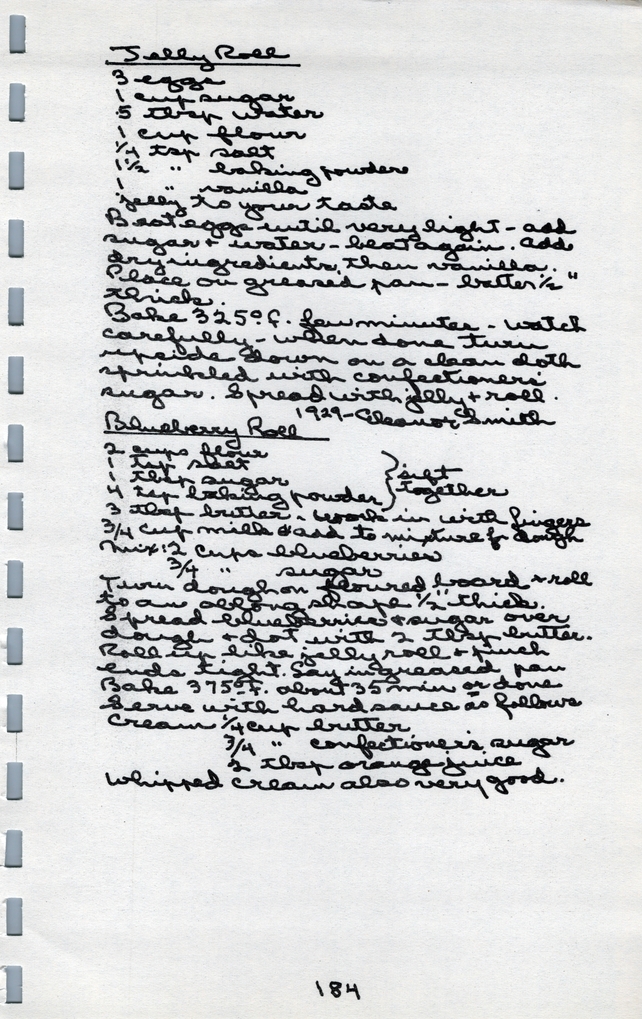 Jelly Roll
3 eggs
1 cup sugar
5 tbsp water
1 cup flour
1/4 tsp salt
1 1/2 " baking powder
1 " vanilla
jelly to your taste
Beat eggs until very light - add
sugar + water - beat again. Add
dry ingredients, then vanilla.
Place on greased pan - batter 1/2"
thick.
Bake 325° F. few minutes - watch
carefully - when done turn
upside down on a clean cloth
sprinkled with confectioners'
sugar. Spread with jelly + roll.
1929 - Eleanor Smith
Blueberry Roll
2 cups flour
1 tsp salt
1 tbsp sugar
4 tsp baking powder } sift together
3 tbsp butter - work in with fingers
3/4 cup milk & add to mixture for dough
mix: 2 cups blueberries
3/4 " sugar
Turn dough on floured board + roll
to an oblong shape 1/2" thick.
Spread blueberries + sugar over
dough + dot with 2 tbsp butter.
Roll up like jelly roll + pinch
ends tight. Lay in greased pan
Bake 375° F. about 35 min or done
Serve with hard sauce as follows
Cream 1/4 cup butter
3/4 " confectioner's sugar
2 tbsp orange juice
Whipped cream also very good.
184